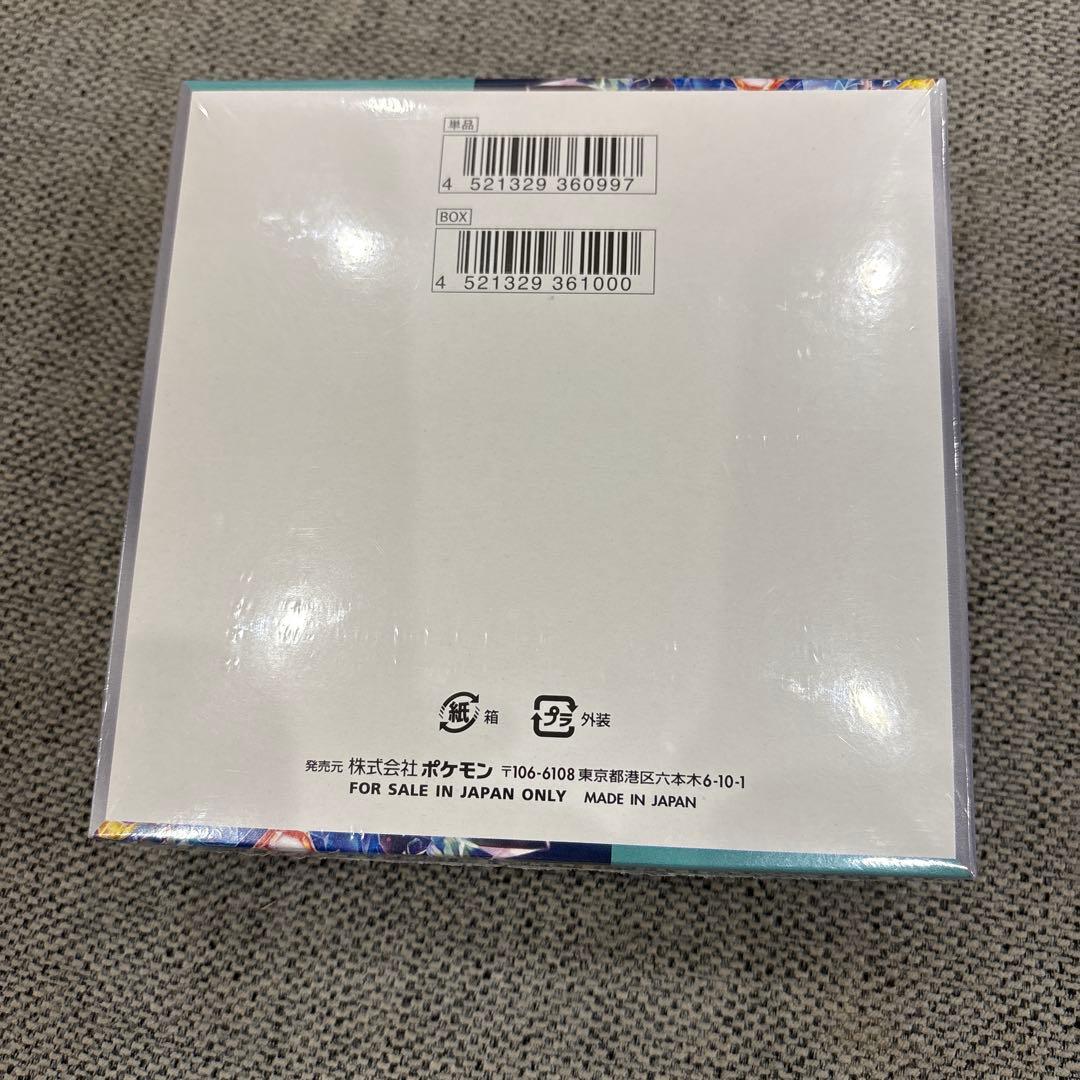 単品
4 521329 360997
BOX
4 521329 361000
紙 箱 プラ 外装
発売元 株式会社ポケモン 〒106-6108 東京都港区六本木6-10-1
FOR SALE IN JAPAN ONLY MADE IN JAPAN